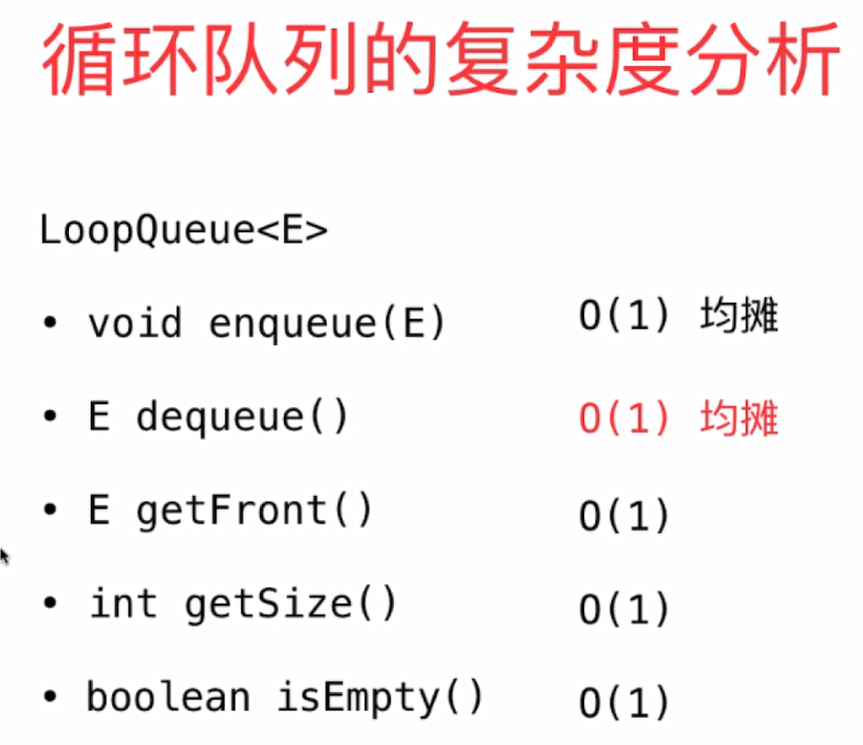 循环队列的复杂度分析
LoopQueue<E>
• void enqueue(E) O(1) 均摊
• E dequeue() O(1) 均摊
• E getFront() O(1)
• int getSize() O(1)
• boolean isEmpty() O(1)